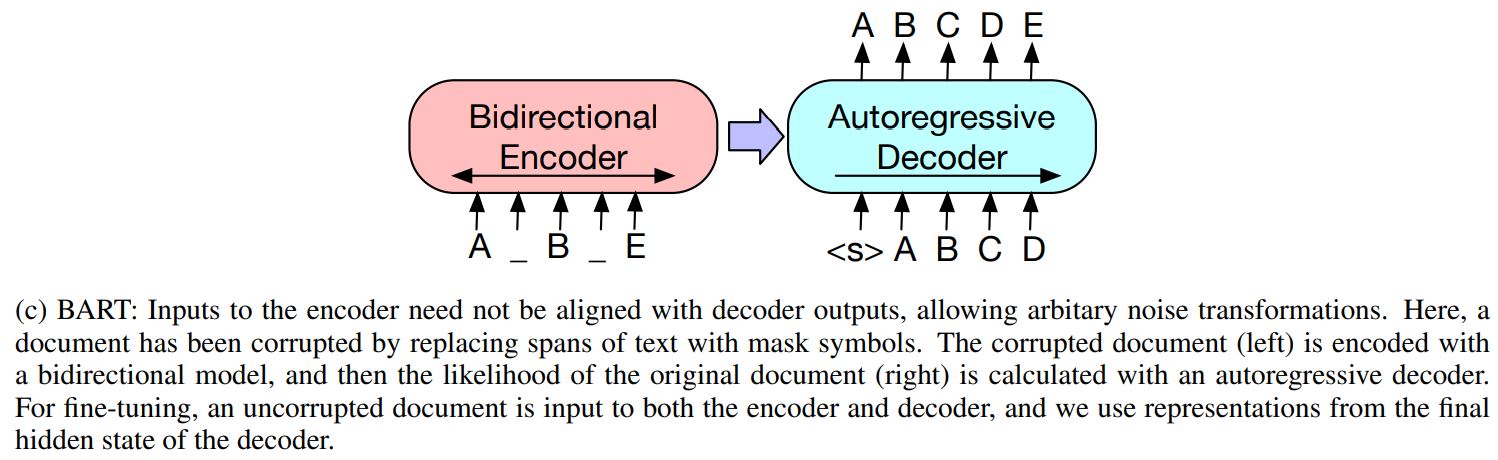 A B C D E
Bidirectional
Encoder
Autoregressive
Decoder
A _ B _ E
<s> A B C D
(c) BART: Inputs to the encoder need not be aligned with decoder outputs, allowing arbitary noise transformations. Here, a
document has been corrupted by replacing spans of text with mask symbols. The corrupted document (left) is encoded with
a bidirectional model, and then the likelihood of the original document (right) is calculated with an autoregressive decoder.
For fine-tuning, an uncorrupted document is input to both the encoder and decoder, and we use representations from the final
hidden state of the decoder.